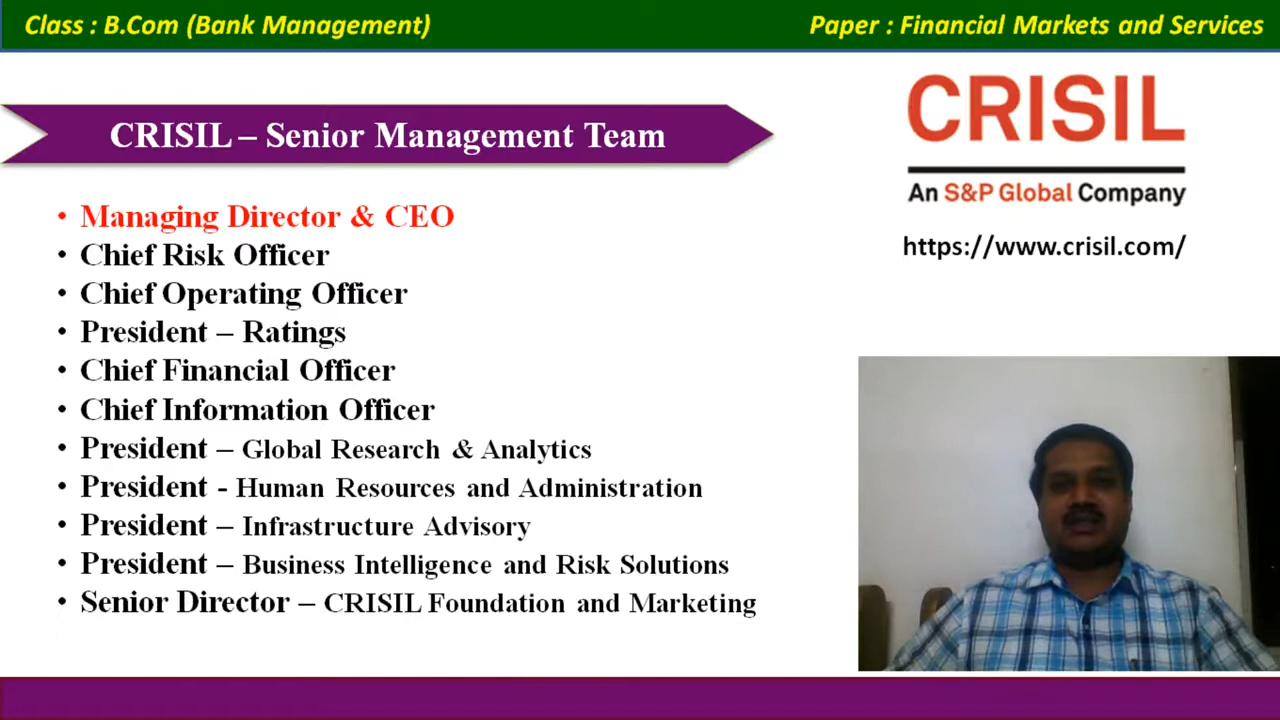 Class : B.Com (Bank Management)
Paper : Financial Markets and Services
CRISIL – Senior Management Team
CRISIL
An S&P Global Company
https://www.crisil.com/
• Managing Director & CEO
• Chief Risk Officer
• Chief Operating Officer
• President – Ratings
• Chief Financial Officer
• Chief Information Officer
• President – Global Research & Analytics
• President - Human Resources and Administration
• President – Infrastructure Advisory
• President – Business Intelligence and Risk Solutions
• Senior Director – CRISIL Foundation and Marketing